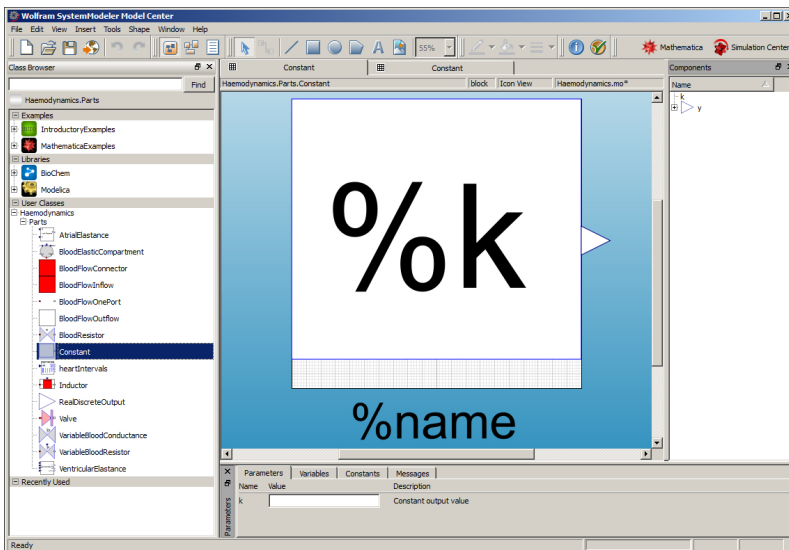 Wolfram SystemModeler Model Center
File Edit View Insert Tools Shape Window Help
55%
Mathematica
Simulation Center
Class Browser
Find
Haemodynamics.Parts
Examples
IntroductoryExamples
MathematicaExamples
Libraries
BioChem
Modelica
User Classes
Haemodynamics
Parts
AtrialElastance
BloodElasticCompartment
BloodFlowConnector
BloodFlowInflow
BloodFlowOnePort
BloodFlowOutflow
BloodResistor
Constant
heartIntervals
Inductor
RealDiscreteOutput
Valve
VariableBloodConductance
VariableBloodResistor
VentricularElastance
Recently Used
Constant
Constant
Haemodynamics.Parts.Constant
block
Icon View
Haemodynamics.mo*
%k
%name
Components
Name
k
y
Parameters
Variables
Constants
Messages
Name Value Description
k Constant output value
Parameters
Ready